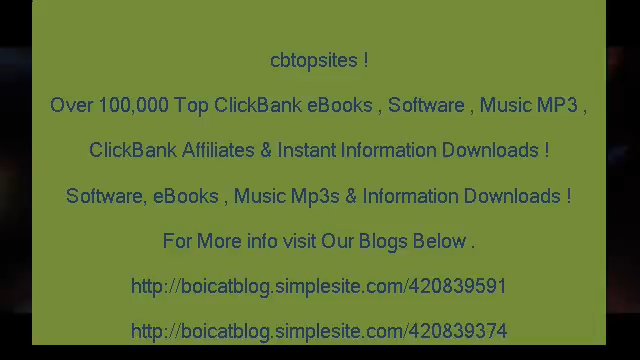 cbtopsites !
Over 100,000 Top ClickBank eBooks , Software , Music MP3 ,
ClickBank Affiliates & Instant Information Downloads !
Software, eBooks , Music Mp3s & Information Downloads !
For More info visit Our Blogs Below .
http://boicatblog.simplesite.com/420839591
http://boicatblog.simplesite.com/420839374